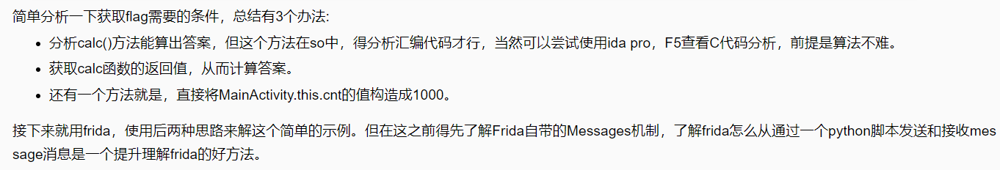 简单分析一下获取flag需要的条件，总结有3个办法:
• 分析calc()方法能算出答案，但这个方法在so中，得分析汇编代码才行，当然可以尝试使用ida pro，F5查看C代码分析，前提是算法不难。
• 获取calc函数的返回值，从而计算答案。
• 还有一个方法就是，直接将MainActivity.this.cnt的值构造成1000。
接下来就用frida，使用后两种思路来解这个简单的示例。但在这之前得先了解Frida自带的Messages机制，了解frida怎么从通过一个python脚本发送和接收mes
sage消息是一个提升理解frida的好方法。